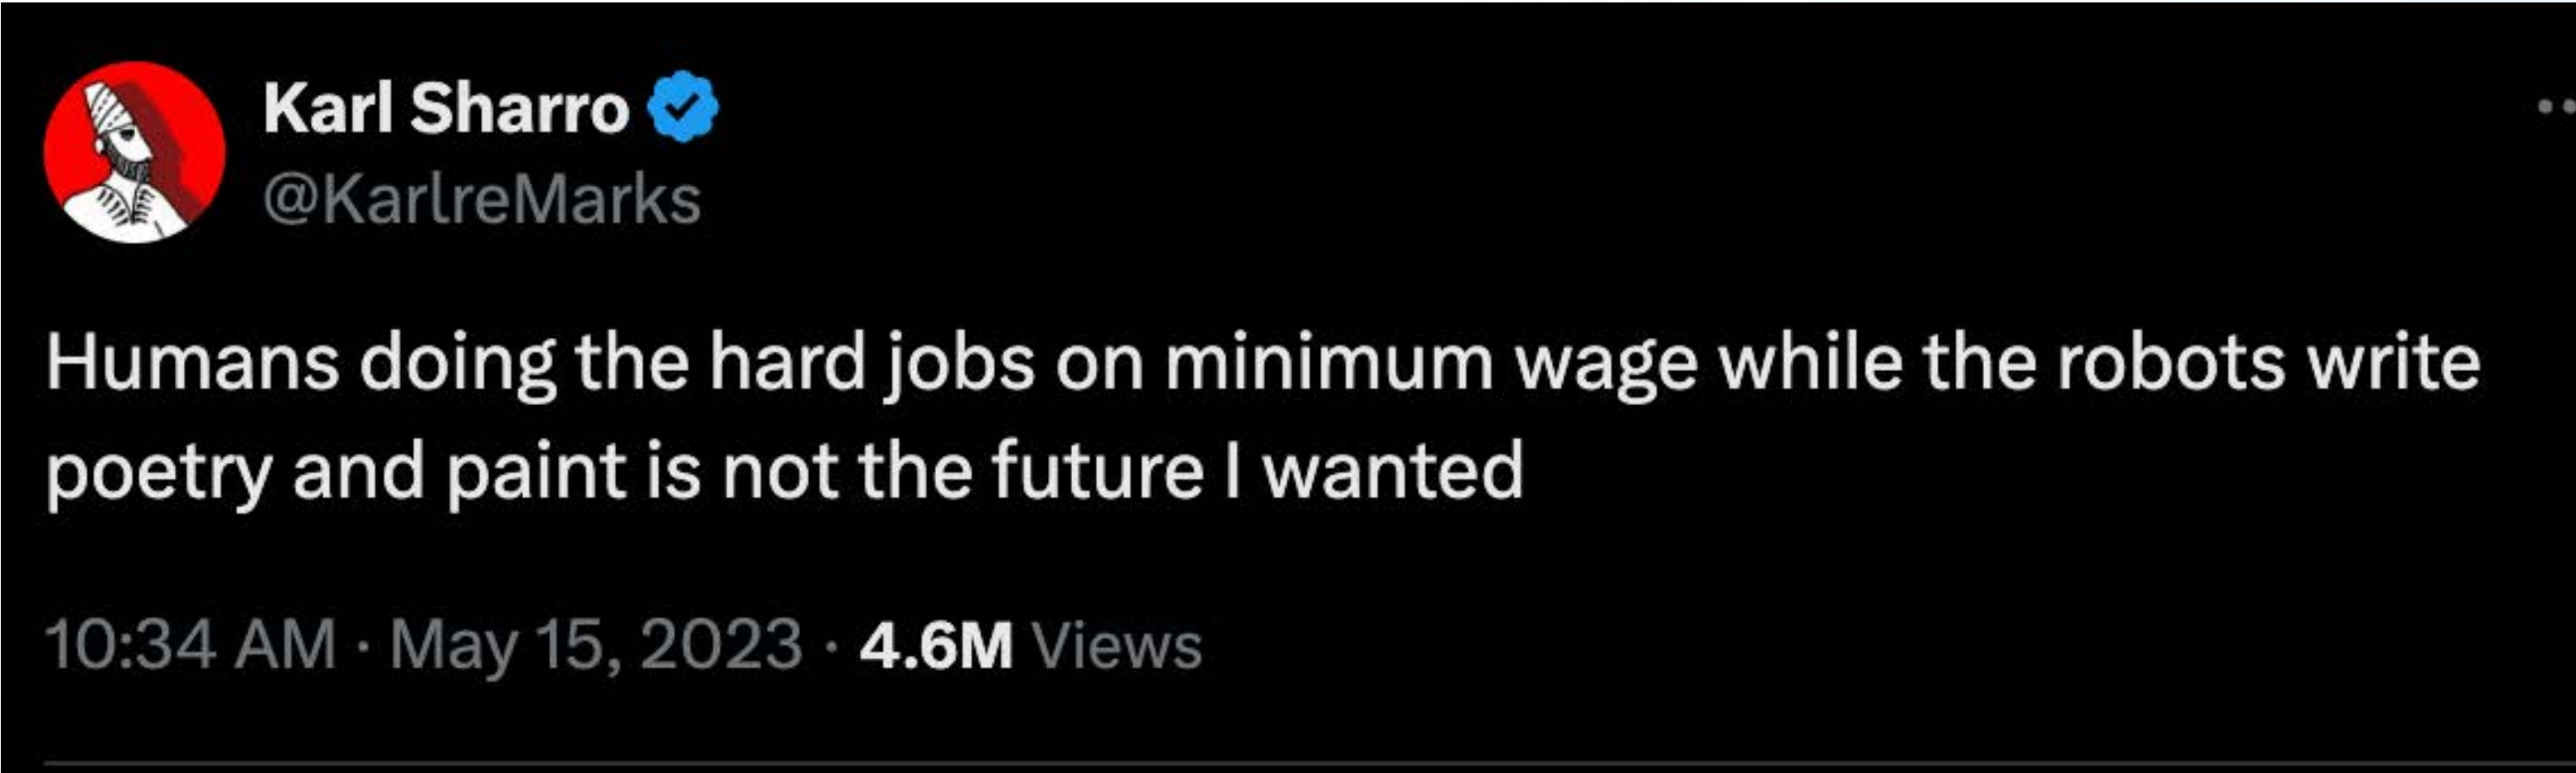 Karl Sharro
@KarlreMarks
Humans doing the hard jobs on minimum wage while the robots write
poetry and paint is not the future I wanted
10:34 AM · May 15, 2023 · 4.6M Views